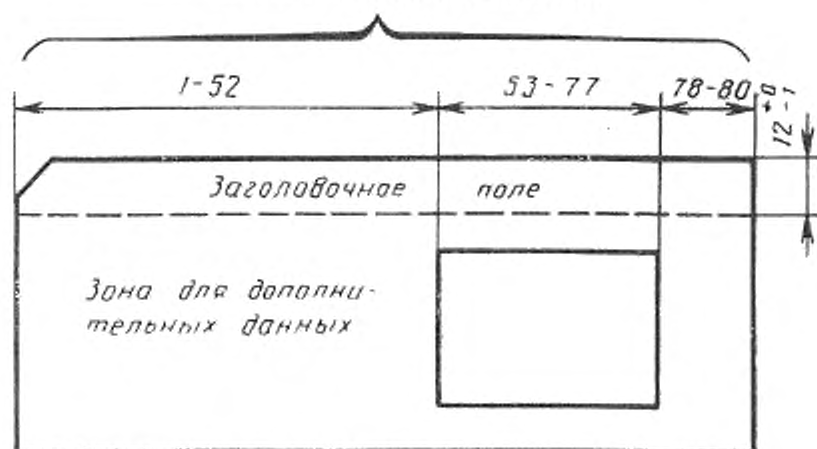 1-52
53-77
78-80
12 +0 -1
Заголовочное поле
Зона для дополни-
тельных данных